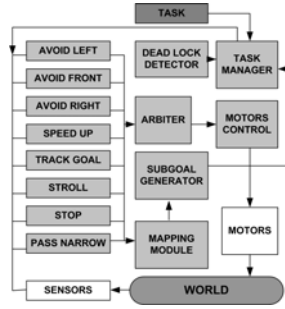 TASK
AVOID LEFT
AVOID FRONT
AVOID RIGHT
SPEED UP
TRACK GOAL
STROLL
STOP
PASS NARROW
SENSORS
DEAD LOCK
DETECTOR
TASK
MANAGER
ARBITER
MOTORS
CONTROL
SUBGOAL
GENERATOR
MAPPING
MODULE
MOTORS
WORLD